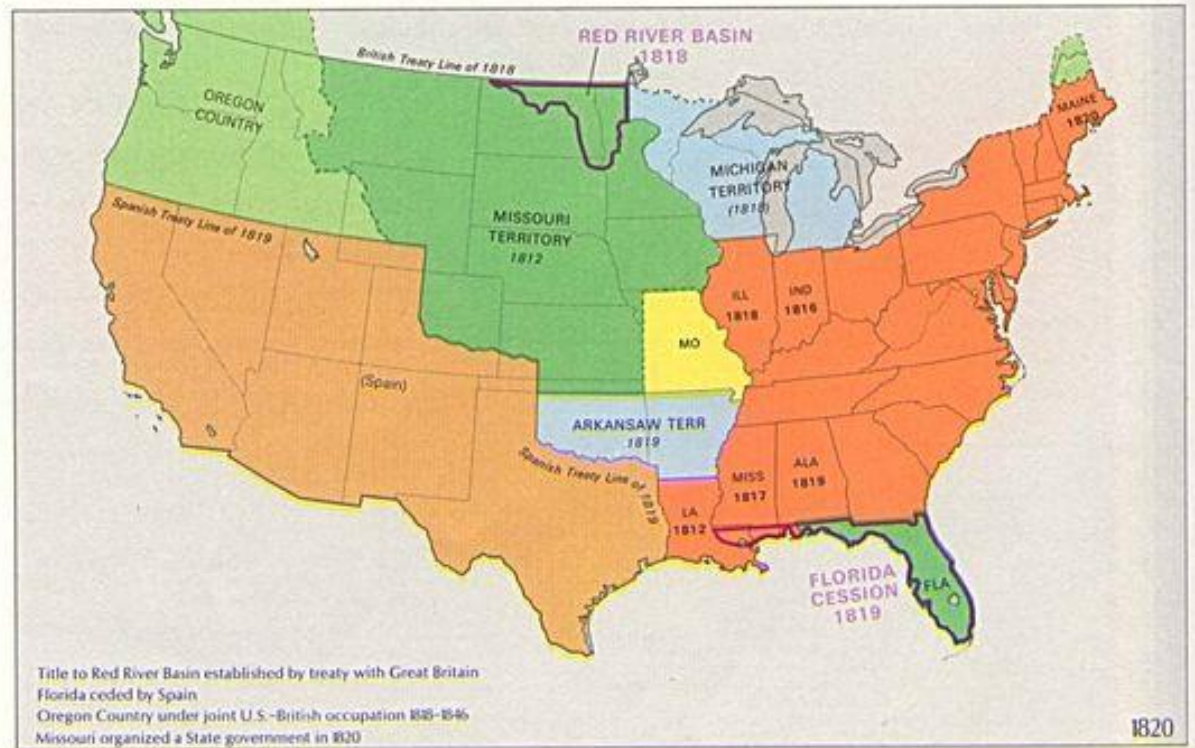 RED RIVER BASIN
1818
British Treaty Line of 1818
OREGON
COUNTRY
MAINE
1820
MICHIGAN
TERRITORY
(1818)
Spanish Treaty Line of 1819
MISSOURI
TERRITORY
1812
ILL
1818
IND
1816
MO
(Spain)
ARKANSAW TERR
1819
Spanish Treaty Line of 1819
MISS
1817
ALA
1819
LA
1812
FLORIDA
CESSION
1819
FLA
Title to Red River Basin established by treaty with Great Britain
Florida ceded by Spain
Oregon Country under joint U.S.-British occupation 1818-1846
Missouri organized a State government in 1820
1820